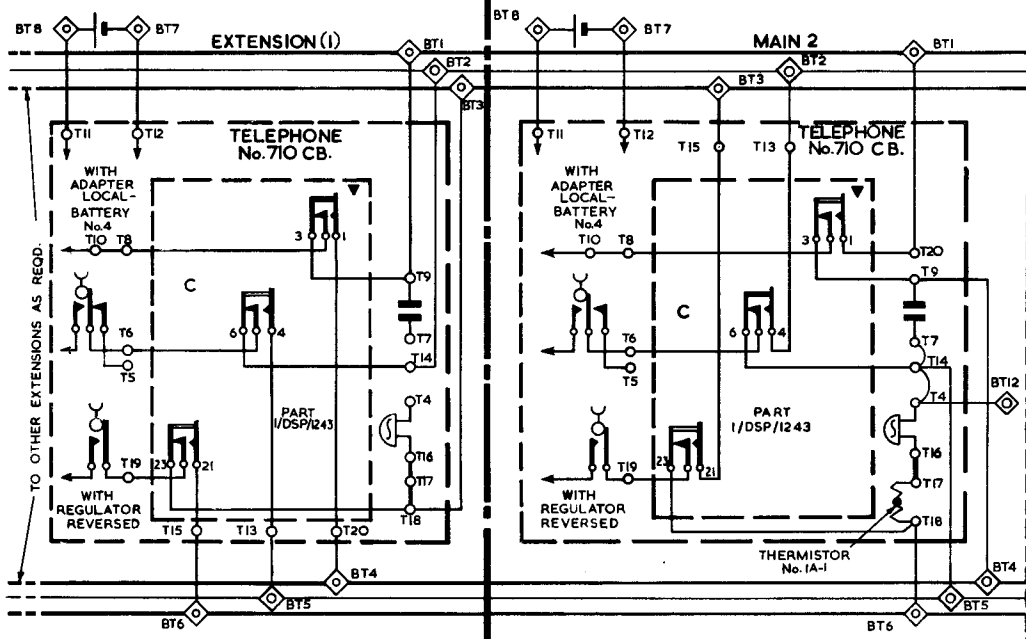 BT8
BT7
EXTENSION (1)
BT1
BT2
BT3
T11
T12
TELEPHONE
No.710 CB.
WITH
ADAPTER
LOCAL-
BATTERY
No.4
T10
T8
3
1
T9
C
6
4
T6
T5
T7
T14
T4
PART
1/DSP/1243
23
21
T16
T17
T19
WITH
REGULATOR
REVERSED
T18
T15
T13
T20
BT4
BT5
BT6
TO OTHER EXTENSIONS AS REQD.
BT8
BT7
MAIN 2
BT1
BT2
BT3
T11
T12
T15
T13
TELEPHONE
No.710 CB.
WITH
ADAPTER
LOCAL-
BATTERY
No.4
T10
T8
3
1
T20
T9
C
6
4
T6
T5
T7
T14
T4
BT12
PART
1/DSP/1243
23
21
T16
T17
T19
WITH
REGULATOR
REVERSED
T18
THERMISTOR
No.1A-1
BT4
BT5
BT6